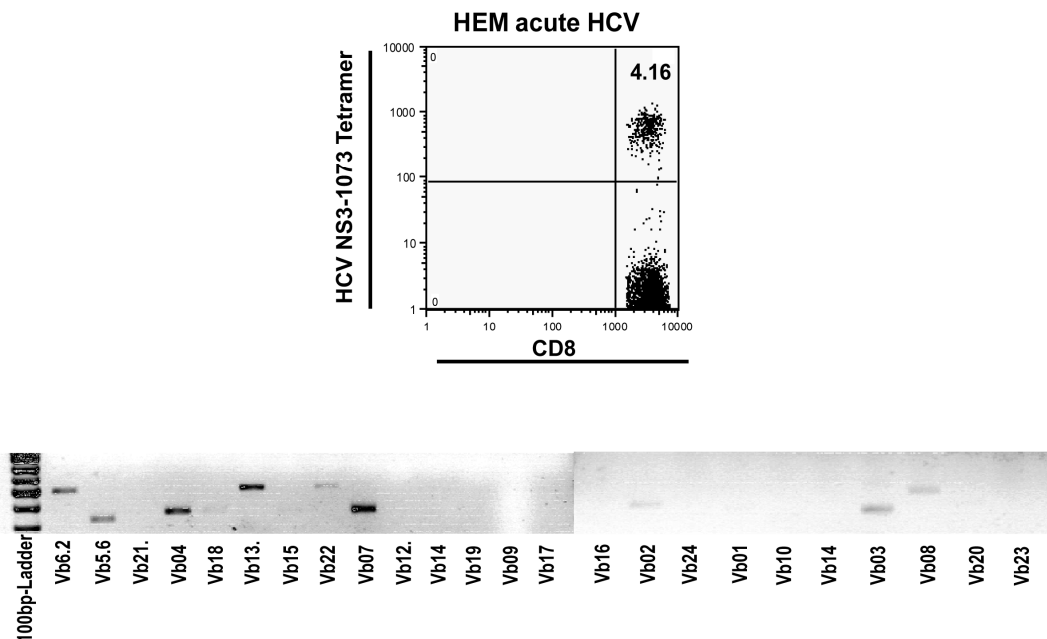 HEM acute HCV
HCV NS3-1073 Tetramer
10000
1000
100
10
1
0
4.16
0
1
10
100
1000
10000
CD8
100bp-Ladder
Vb6.2
Vb5.6
Vb21.
Vb04
Vb18
Vb13.
Vb15
Vb22
Vb07
Vb12.
Vb14
Vb19
Vb09
Vb17
Vb16
Vb02
Vb24
Vb01
Vb10
Vb14
Vb03
Vb08
Vb20
Vb23